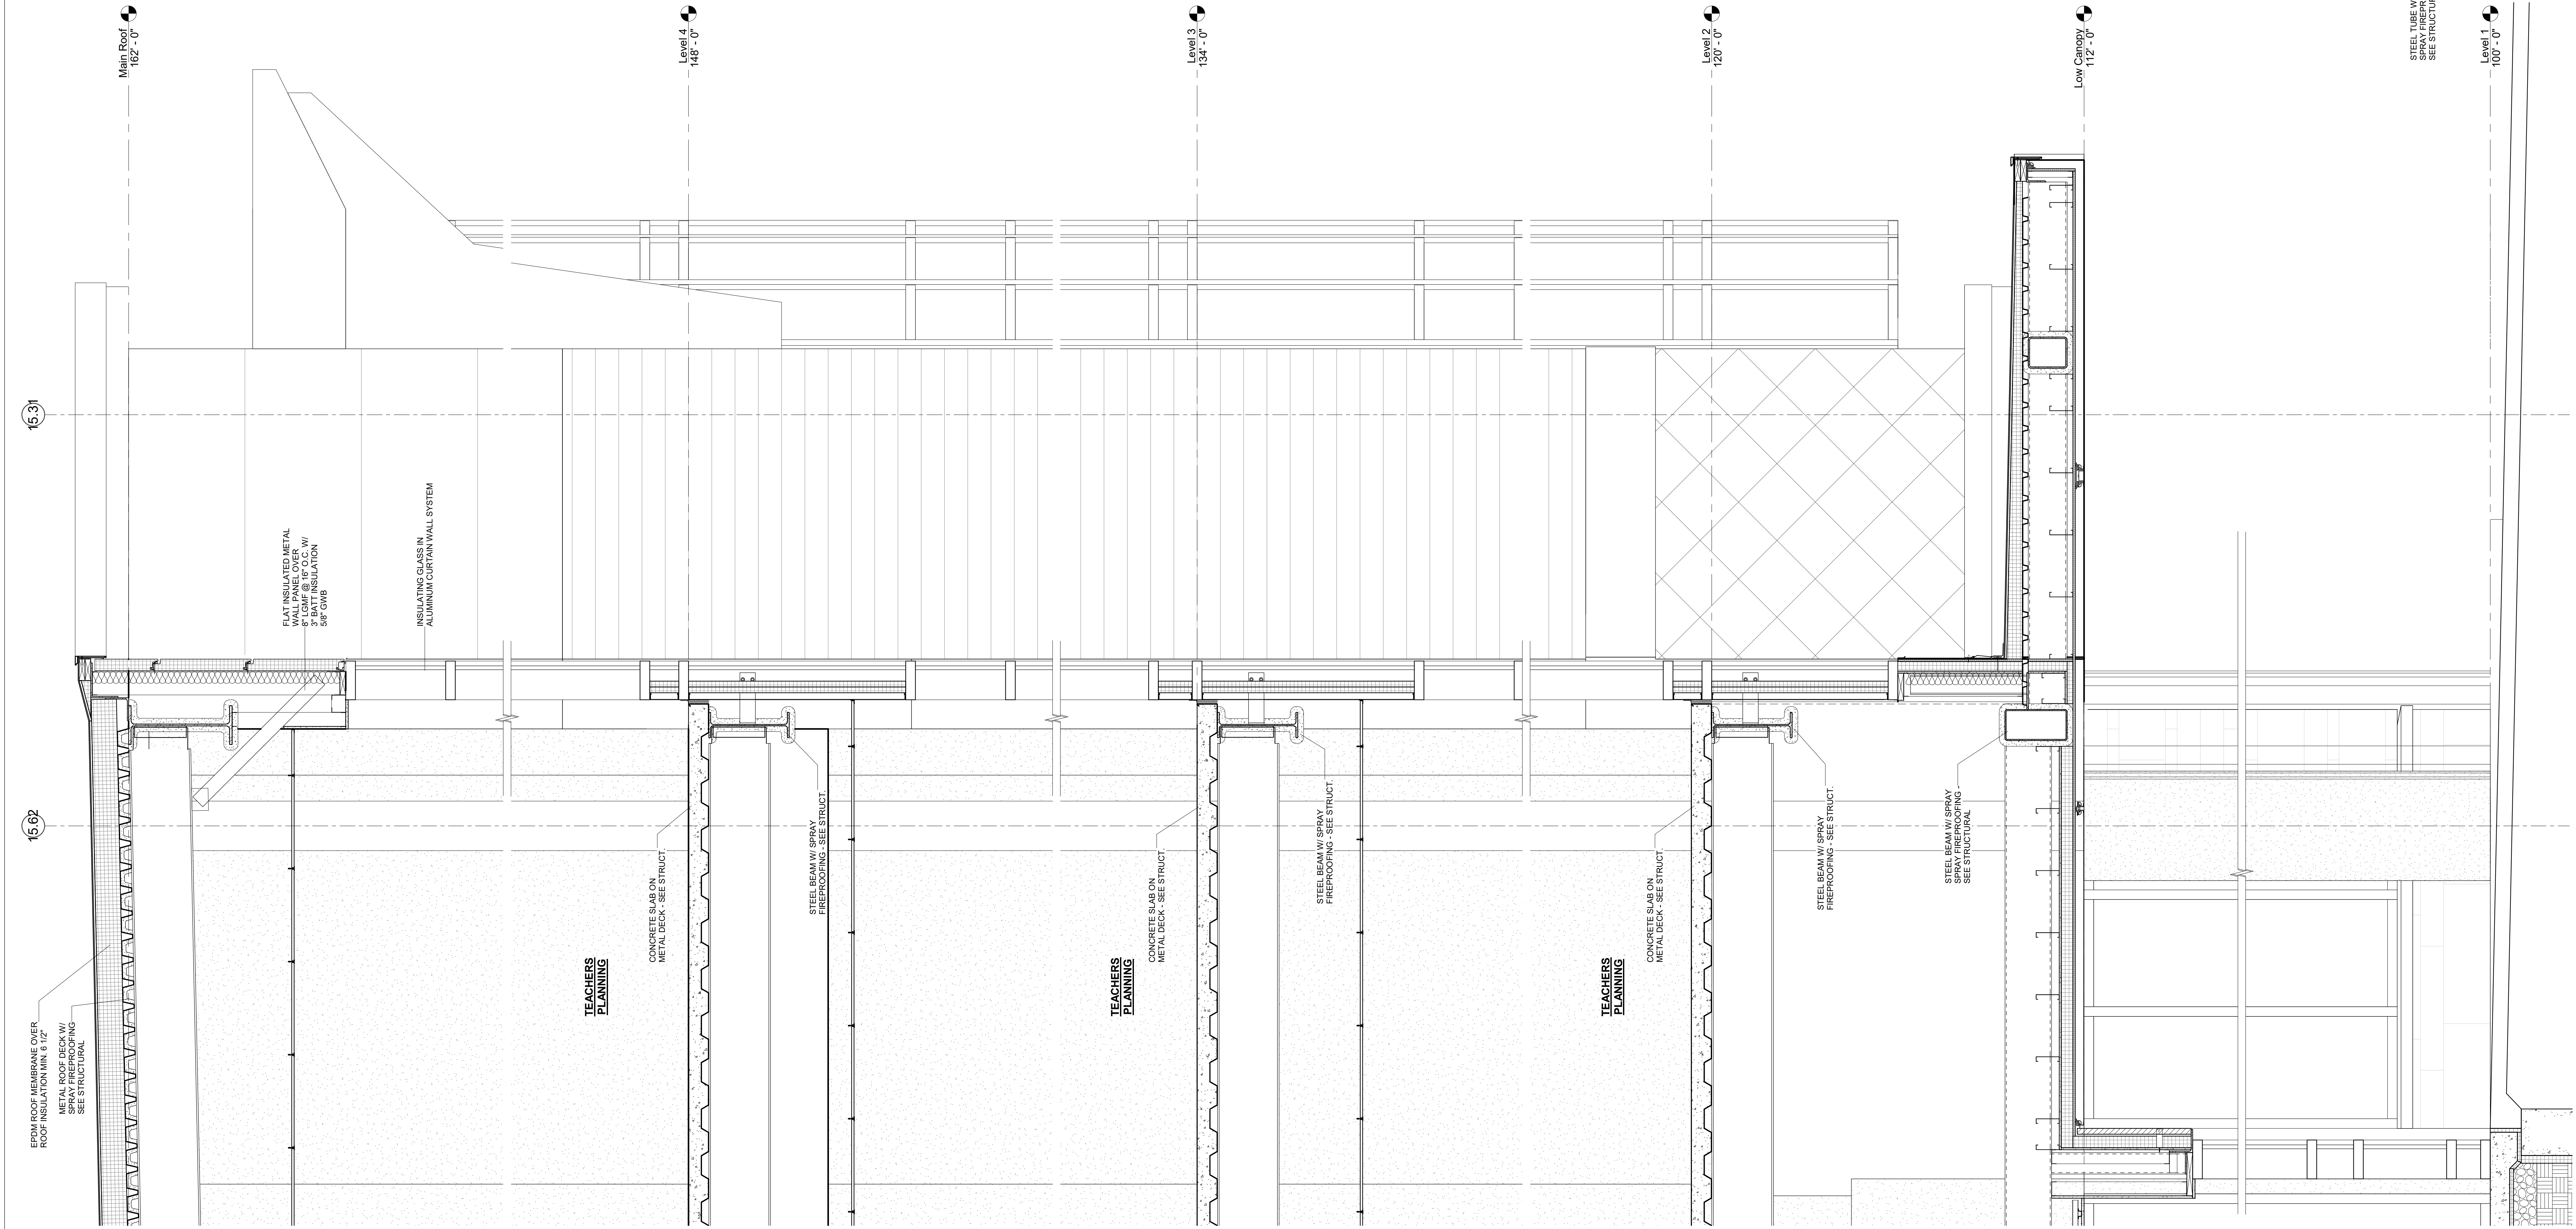 15.31
15.62
Main Roof
162' - 0"
Level 4
148' - 0"
Level 3
134' - 0"
Level 2
120' - 0"
Low Canopy
112' - 0"
Level 1
100' - 0"
STEEL TUBE W
SPRAY FIREPR
SEE STRUCTUR
FLAT INSULATED METAL
WALL PANEL OVER
8" LGMF @ 16" O.C. W/
3" BATT INSULATION
5/8" GWB
INSULATING GLASS IN
ALUMINUM CURTAIN WALL SYSTEM
EPDM ROOF MEMBRANE OVER
ROOF INSULATION MIN. 6 1/2"
METAL ROOF DECK W/
SPRAY FIREPROOFING
SEE STRUCTURAL
TEACHERS
PLANNING
CONCRETE SLAB ON
METAL DECK - SEE STRUCT.
STEEL BEAM W/ SPRAY
FIREPROOFING - SEE STRUCT.
TEACHERS
PLANNING
CONCRETE SLAB ON
METAL DECK - SEE STRUCT.
STEEL BEAM W/ SPRAY
FIREPROOFING - SEE STRUCT.
TEACHERS
PLANNING
CONCRETE SLAB ON
METAL DECK - SEE STRUCT.
STEEL BEAM W/ SPRAY
FIREPROOFING - SEE STRUCT.
STEEL BEAM W/ SPRAY
SPRAY FIREPROOFING -
SEE STRUCTURAL